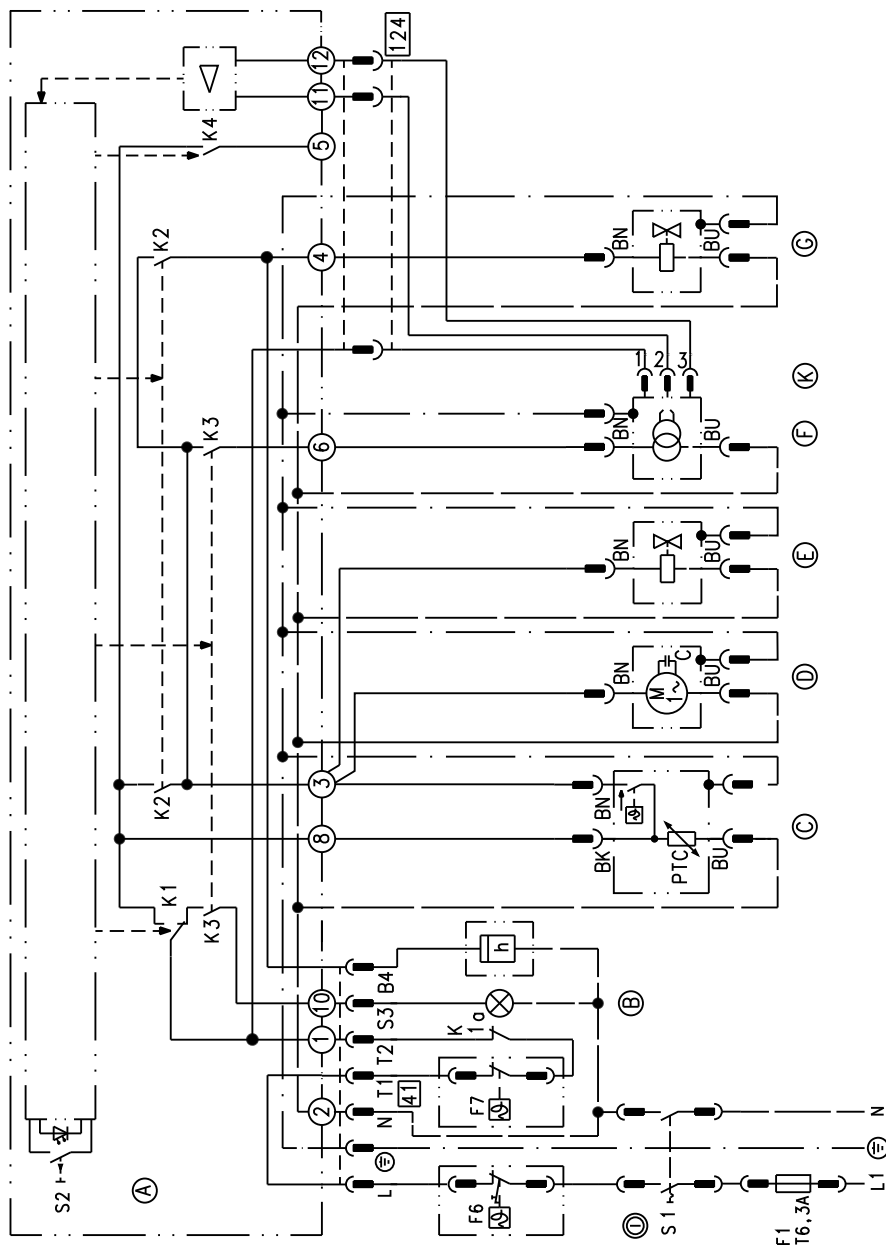 124
12
11
K4
5
K2
4
BN
BU
G
K3
6
1
2
3
K
BN
BU
F
BN
BU
E
BN
M
1~
C
BU
D
K2
3
8
BN
ϑ
BK
PTC
BU
C
K1
K3
h
B4
10
S3
1
T2
K
1a
B
T1
41
N
2
F7
ϑ
S2
A
L
F6
ϑ
I
S1
F1
T6,3A
L1
N